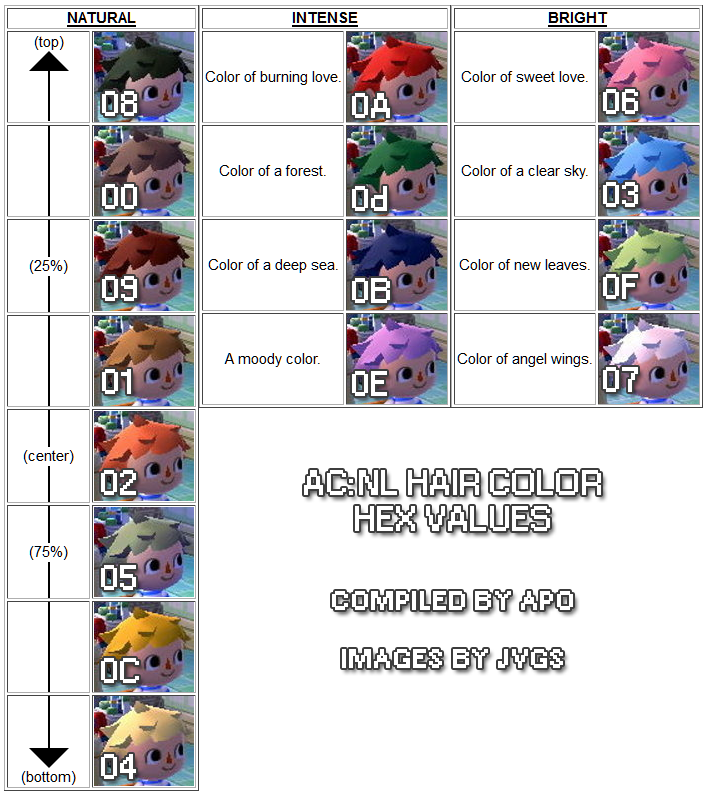 NATURAL INTENSE BRIGHT
(top)
08 Color of burning love. 0A Color of sweet love. 06
00 Color of a forest. 0d Color of a clear sky. 03
(25%) 09 Color of a deep sea. 0B Color of new leaves. 0F
01 A moody color. 0E Color of angel wings. 07
(center) 02
AC:NL HAIR COLOR
HEX VALUES
(75%) 05
COMPILED BY APO
0C
IMAGES BY JVGS
04
(bottom)